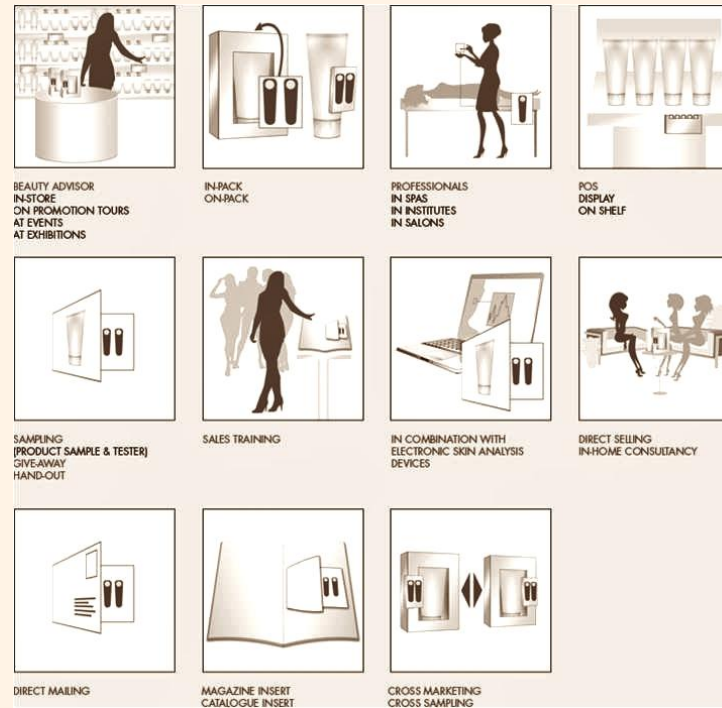 BEAUTY ADVISOR
IN-STORE
ON PROMOTION TOURS
AT EVENTS
AT EXHIBITIONS
IN-PACK
ON-PACK
PROFESSIONALS
IN SPAS
IN INSTITUTES
IN SALONS
POS
DISPLAY
ON SHELF
SAMPLING
(PRODUCT SAMPLE & TESTER)
GIVE-AWAY
HAND-OUT
SALES TRAINING
IN COMBINATION WITH
ELECTRONIC SKIN ANALYSIS
DEVICES
DIRECT SELLING
IN-HOME CONSULTANCY
DIRECT MAILING
MAGAZINE INSERT
CATALOGUE INSERT
CROSS MARKETING
CROSS SAMPLING